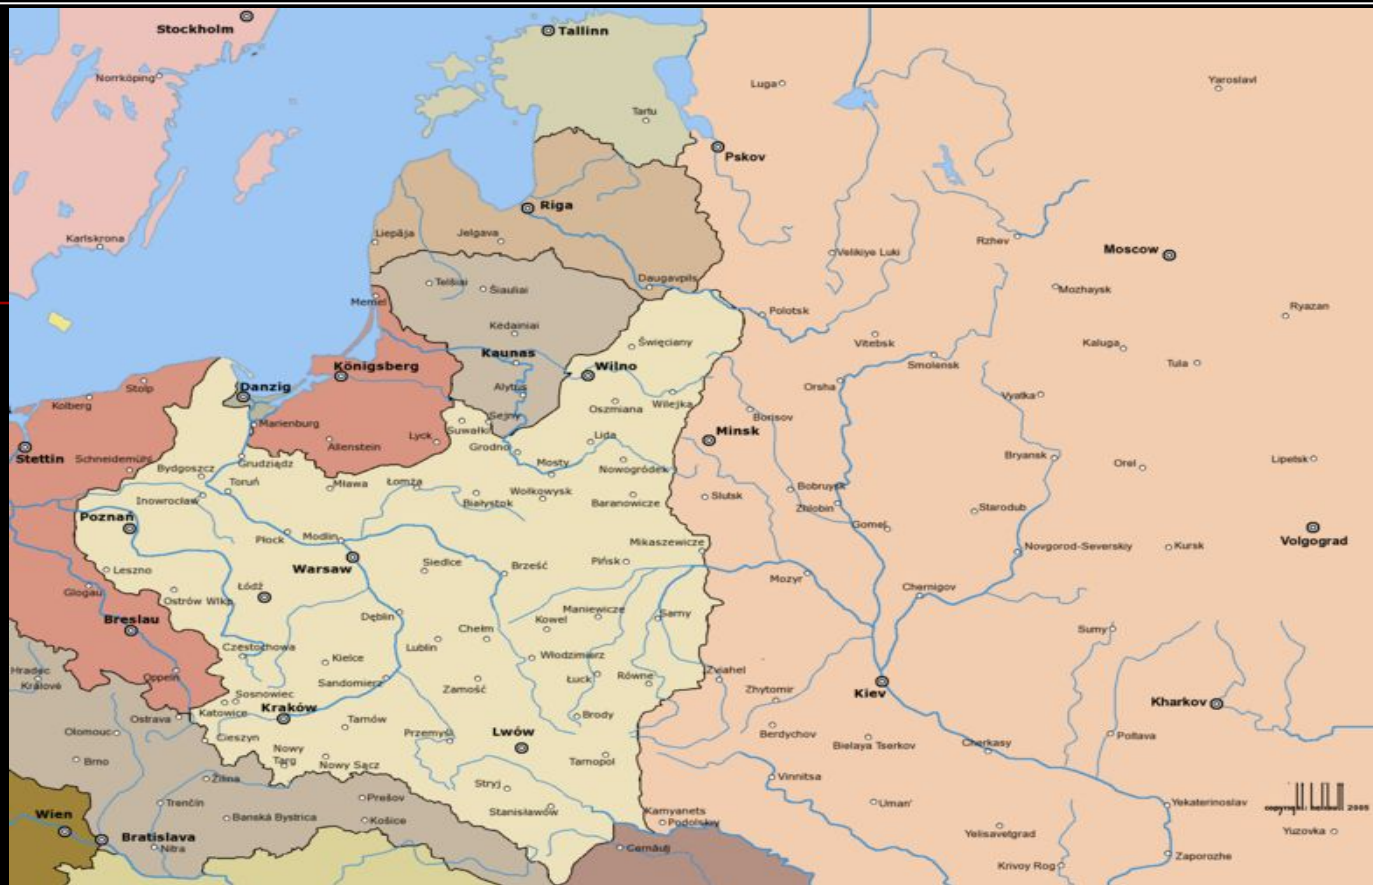 Stockholm
Tallinn
Norrköping
Luga
Yaroslavl
Tartu
Pskov
Riga
Karlskrona
Liepāja
Jelgava
Rzhev
Moscow
Velikiye Luki
Daugavpils
Telšiai
Šiauliai
Mozhaysk
Memel
Ryazan
Polotsk
Kėdainiai
Święciany
Vitebsk
Kaluga
Kaunas
Tula
Königsberg
Wilno
Smolensk
Stolp
Danzig
Alytus
Orsha
Kolberg
Oszmiana
Wilejka
Vyatka
Sejny
Borisov
Marienburg
Suwałki
Minsk
Allenstein
Lyck
Lida
Stettin
Schneidemühl
Grodno
Bryansk
Bydgoszcz
Grudziądz
Mosty
Nowogródek
Orel
Lipetsk
Toruń
Mława
Łomża
Bobruysk
Inowrocław
Białystok
Wołkowysk
Baranowicze
Slutsk
Zhlobin
Starodub
Poznań
Gomel
Płock
Modlin
Mikaszewicze
Novgorod-Severskiy
Kursk
Volgograd
Warsaw
Siedlce
Brześć
Pińsk
Leszno
Mozyr
Glogau
Łódź
Ostrów Wlkp.
Chernigov
Breslau
Dęblin
Maniewicze
Sarny
Kowel
Chełm
Sumy
Częstochowa
Lublin
Kielce
Włodzimierz
Hradec
Králové
Oppeln
Sandomierz
Zamość
Łuck
Równe
Zviahel
Kiev
Zhytomir
Sosnowiec
Katowice
Kraków
Kharkov
Ostrava
Tarnów
Brody
Olomouc
Cieszyn
Przemyśl
Lwów
Berdychov
Bielaya Tserkov
Cherkasy
Poltava
Brno
Nowy
Targ
Nowy Sącz
Tarnopol
Žilina
Stryj
Vinnitsa
Trenčín
Prešov
Stanisławów
Uman'
Yekaterinoslav
Wien
Banská Bystrica
Košice
Kamyanets
Podolskiy
Yelisavetgrad
2005
Yuzovka
Bratislava
Nitra
Cernăuți
Krivoy Rog
Zaporozhe